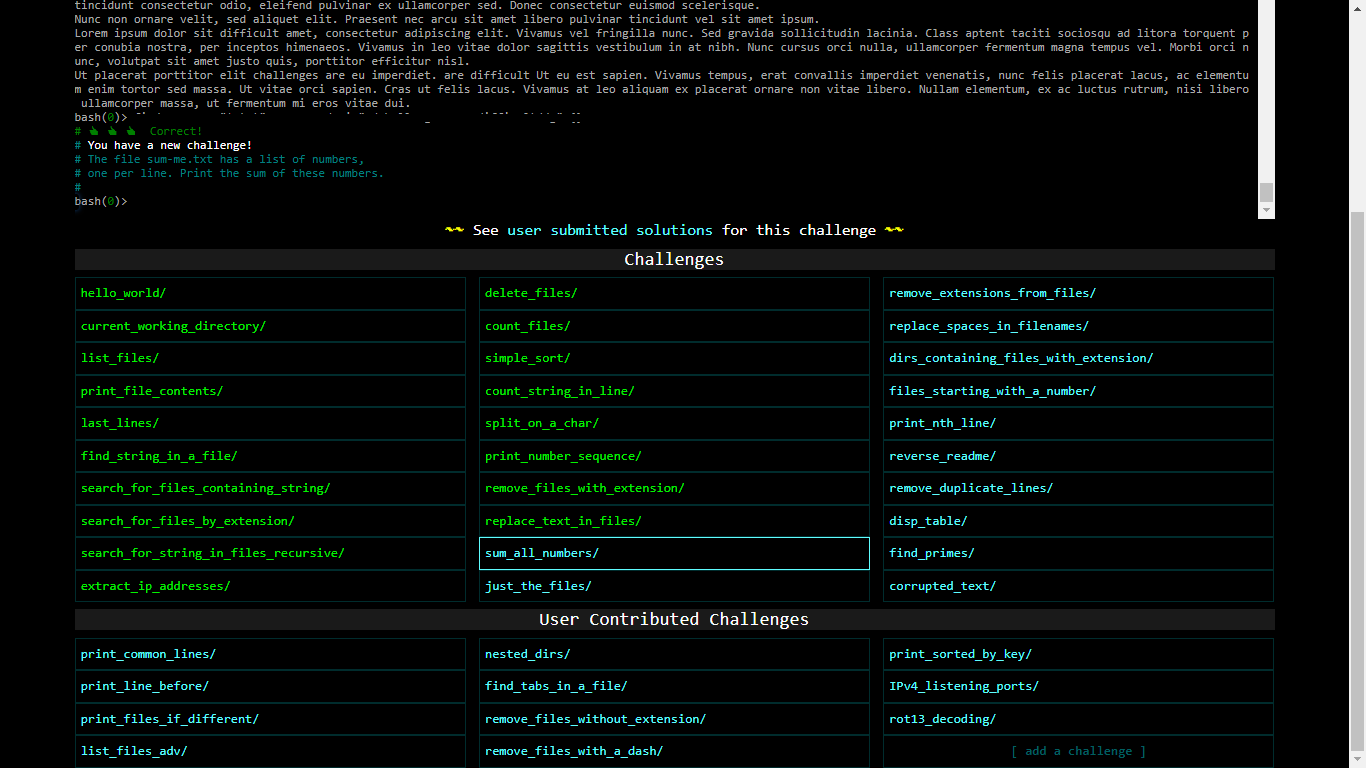 tincidunt consectetur odio, eleifend pulvinar ex ullamcorper sed. Donec consectetur euismod scelerisque.
Nunc non ornare velit, sed aliquet elit. Praesent nec arcu sit amet libero pulvinar tincidunt vel sit amet ipsum.
Lorem ipsum dolor sit difficult amet, consectetur adipiscing elit. Vivamus vel fringilla nunc. Sed gravida sollicitudin lacinia. Class aptent taciti sociosqu ad litora torquent p
er conubia nostra, per inceptos himenaeos. Vivamus in leo vitae dolor sagittis vestibulum in at nibh. Nunc cursus orci nulla, ullamcorper fermentum magna tempus vel. Morbi orci n
unc, volutpat sit amet justo quis, porttitor efficitur nisl.
Ut placerat porttitor elit challenges are eu imperdiet. are difficult Ut eu est sapien. Vivamus tempus, erat convallis imperdiet venenatis, nunc felis placerat lacus, ac elementu
m enim tortor sed massa. Ut vitae orci sapien. Cras ut felis lacus. Vivamus at leo aliquam ex placerat ornare non vitae libero. Nullam elementum, ex ac luctus rutrum, nisi libero
ullamcorper massa, ut fermentum mi eros vitae dui.
bash(0)>
# Correct!
# You have a new challenge!
# The file sum-me.txt has a list of numbers,
# one per line. Print the sum of these numbers.
#
bash(0)>
~~ See user submitted solutions for this challenge ~~
Challenges
hello_world/
current_working_directory/
list_files/
print_file_contents/
last_lines/
find_string_in_a_file/
search_for_files_containing_string/
search_for_files_by_extension/
search_for_string_in_files_recursive/
extract_ip_addresses/
delete_files/
count_files/
simple_sort/
count_string_in_line/
split_on_a_char/
print_number_sequence/
remove_files_with_extension/
replace_text_in_files/
sum_all_numbers/
just_the_files/
remove_extensions_from_files/
replace_spaces_in_filenames/
dirs_containing_files_with_extension/
files_starting_with_a_number/
print_nth_line/
reverse_readme/
remove_duplicate_lines/
disp_table/
find_primes/
corrupted_text/
User Contributed Challenges
print_common_lines/
print_line_before/
print_files_if_different/
list_files_adv/
nested_dirs/
find_tabs_in_a_file/
remove_files_without_extension/
remove_files_with_a_dash/
print_sorted_by_key/
IPv4_listening_ports/
rot13_decoding/
[ add a challenge ]